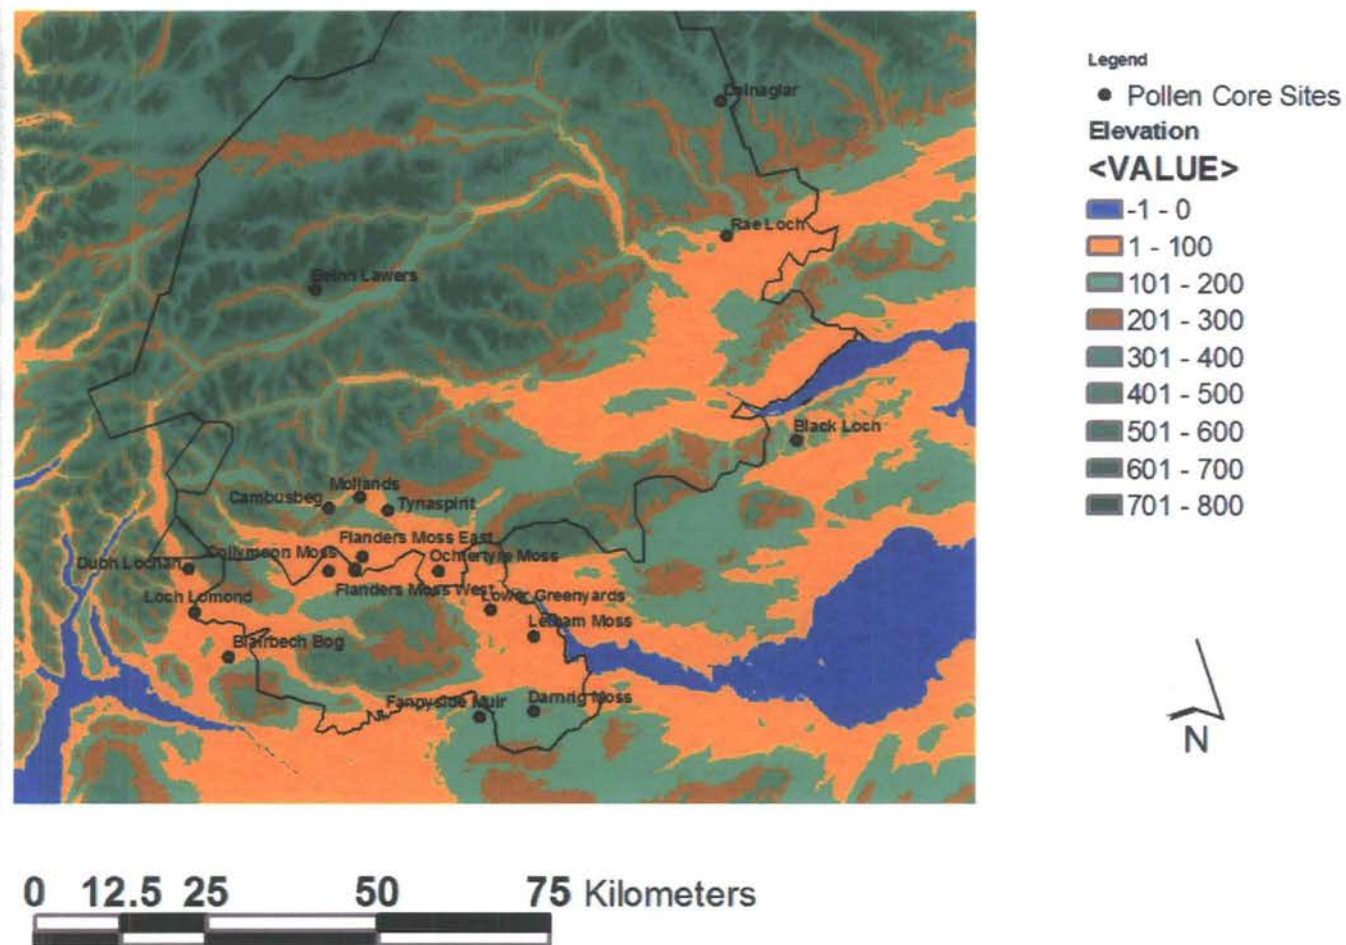 Legend
Pollen Core Sites
Elevation
<VALUE>
-1 - 0
1 - 100
101 - 200
201 - 300
301 - 400
401 - 500
501 - 600
601 - 700
701 - 800
N
Dalnaglar
Rae Loch
Beinn Lawers
Black Loch
Mollands
Cambusbeg
Tynaspirit
Flanders Moss East
Collymoon Moss
Ochtertyre Moss
Dubh Lochan
Flanders Moss West
Lower Greenyards
Loch Lomond
Letham Moss
Blairbech Bog
Fannyside Muir
Darnrig Moss
0 12.5 25 50 75 Kilometers